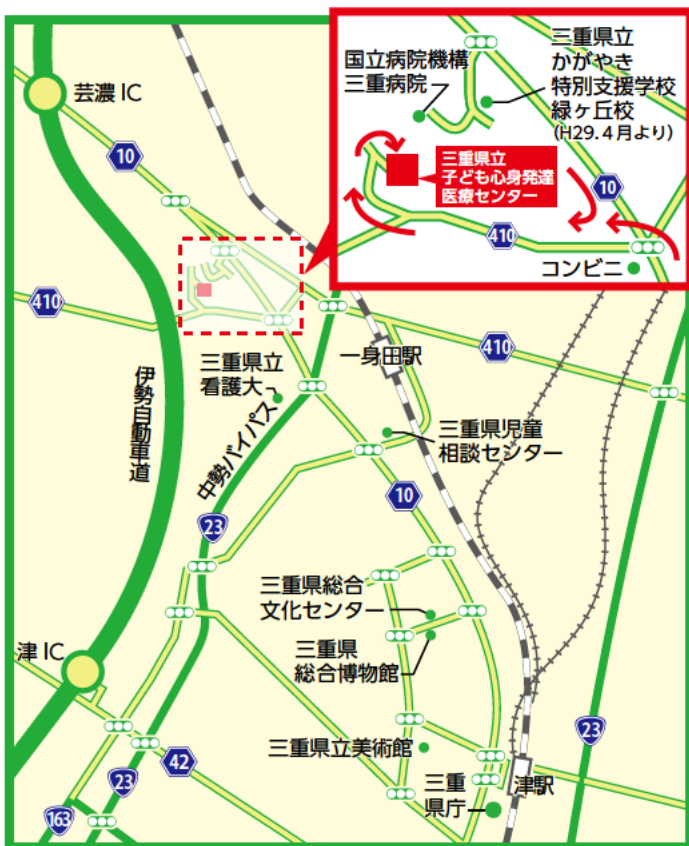 三重県立
かがやき
特別支援学校
緑ヶ丘校
(H29.4月より)
国立病院機構
三重病院
三重県立
子ども心身発達
医療センター
10
410
コンビニ
芸濃 IC
10
410
伊勢自動車道
三重県立
看護大
中勢バイパス
23
一身田駅
410
三重県児童
相談センター
10
三重県総合
文化センター
三重県
総合博物館
津 IC
三重県立美術館
23
42
23
163
三重
県庁
津駅